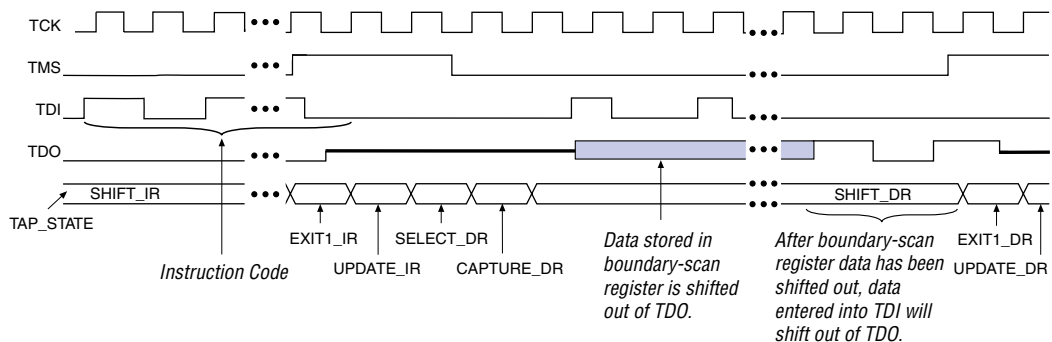 TCK
TMS
TDI
TDO
SHIFT_IR
SHIFT_DR
TAP_STATE
EXIT1_IR
SELECT_DR
UPDATE_IR
CAPTURE_DR
EXIT1_DR
UPDATE_DR
Instruction Code
Data stored in
boundary-scan
register is shifted
out of TDO.
After boundary-scan
register data has been
shifted out, data
entered into TDI will
shift out of TDO.